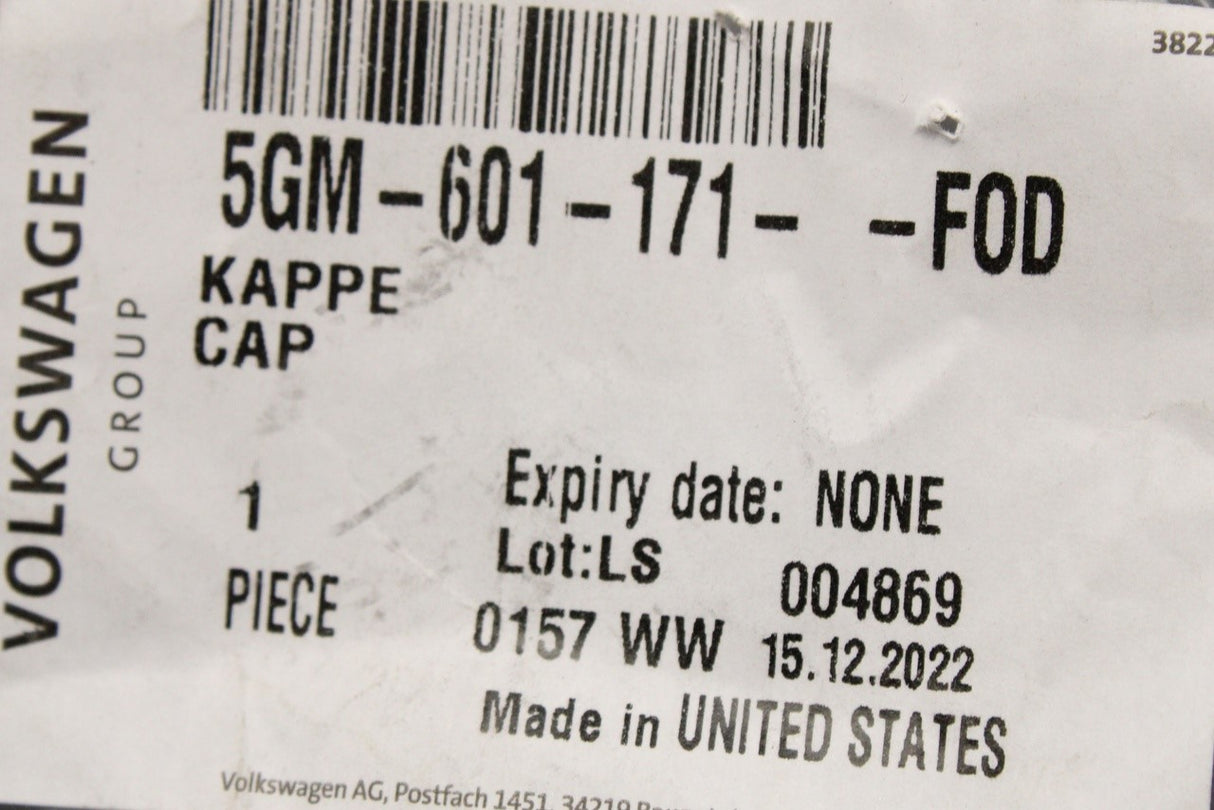 3822
5GM-601-171- -FOD
KAPPE
CAP
VOLKSWAGEN
GROUP
1
PIECE
Expiry date: NONE
Lot:LS 004869
0157 WW 15.12.2022
Made in UNITED STATES
Volkswagen AG, Postfach 1451, 34219